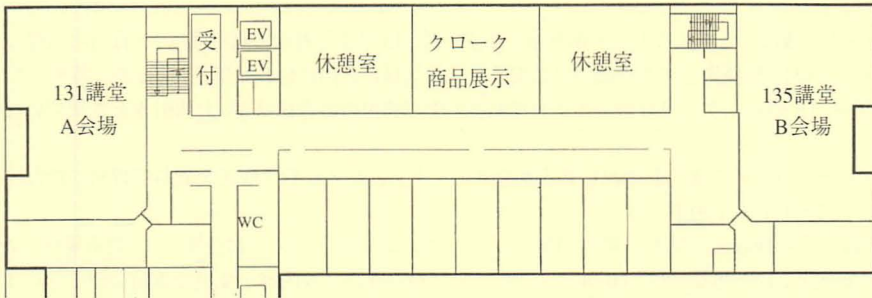 受付
EV
EV
休憩室
クローク
商品展示
休憩室
131講堂
A会場
135講堂
B会場
WC